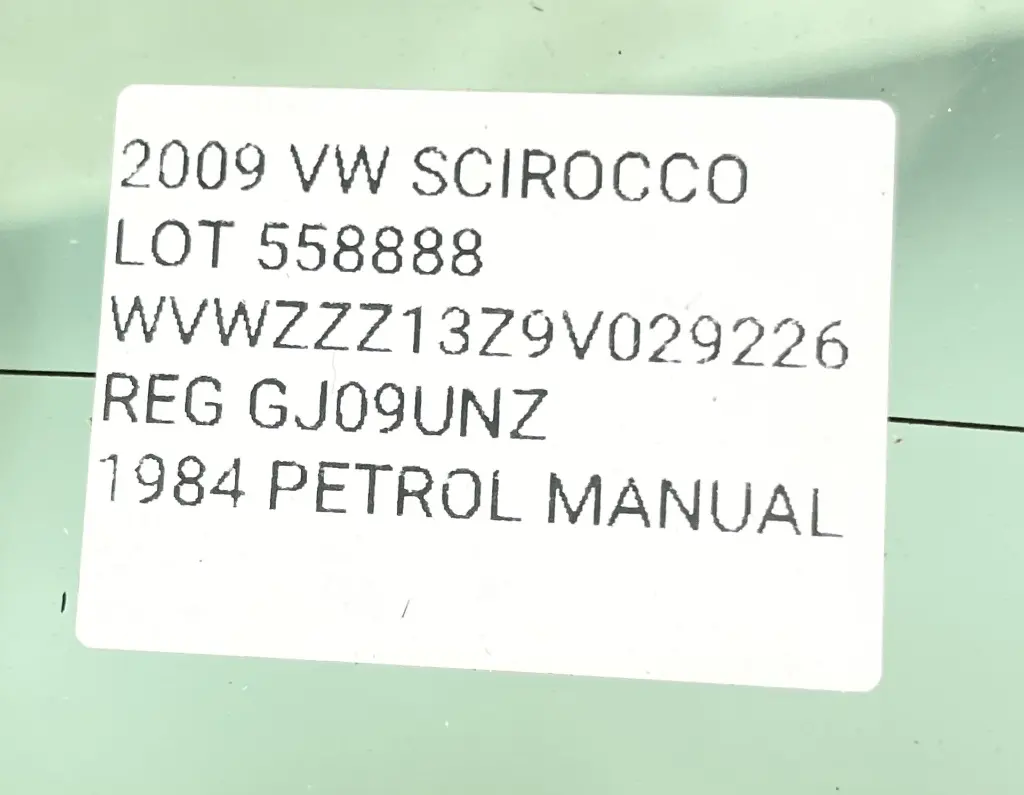 2009 VW SCIROCCO
LOT 558888
WVWZZZ13Z9V029226
REG GJ09UNZ
1984 PETROL MANUAL